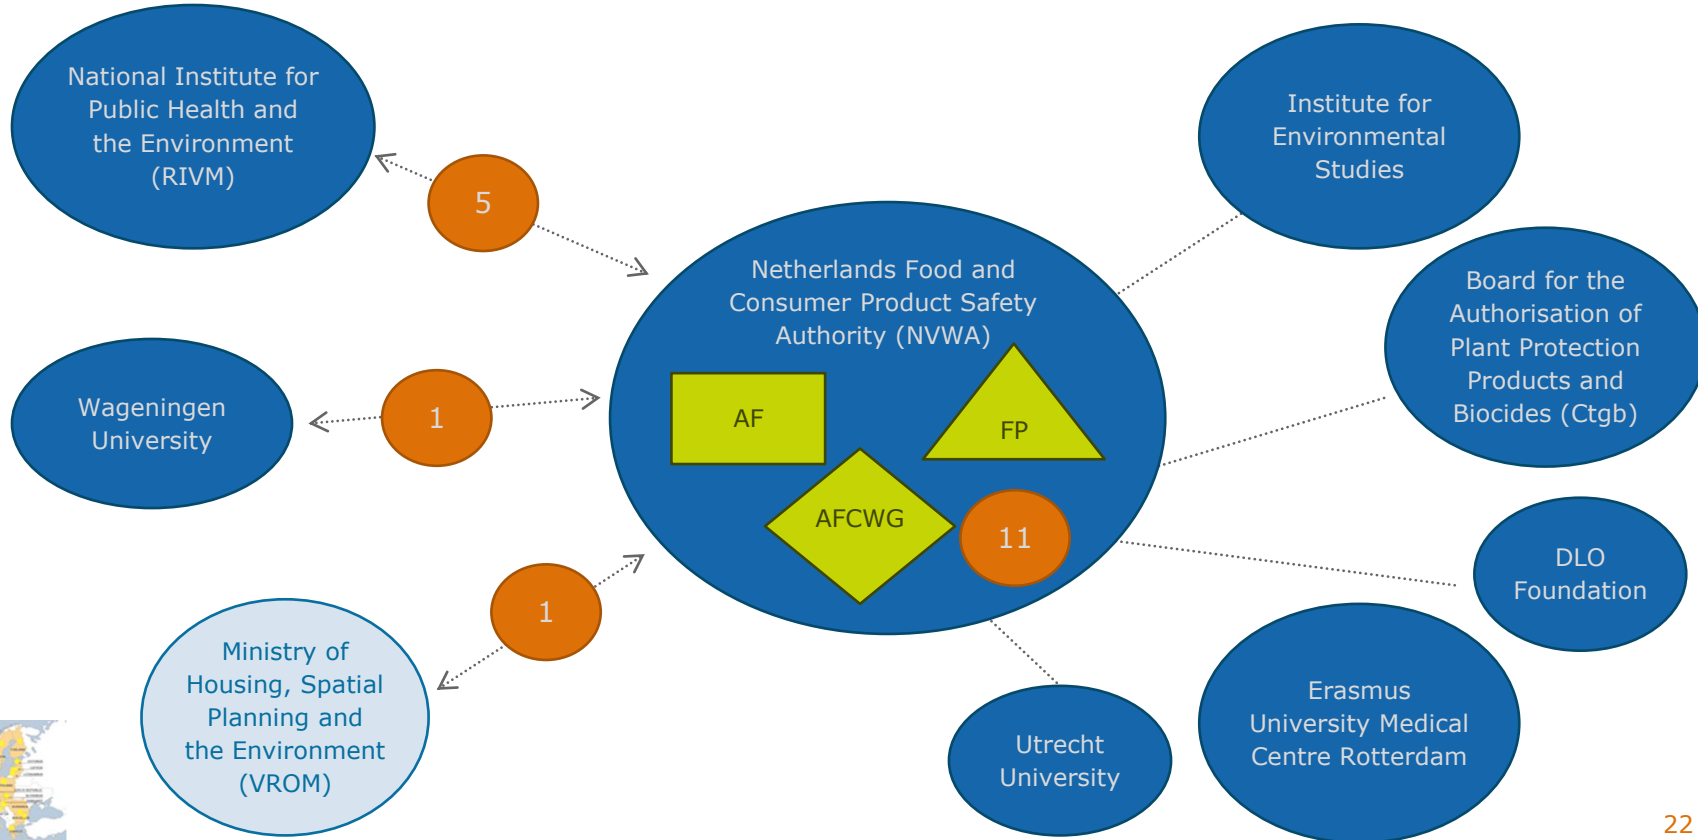 National Institute for
Public Health and
the Environment
(RIVM)
5
Wageningen
University
1
Ministry of
Housing, Spatial
Planning and
the Environment
(VROM)
1
Netherlands Food and
Consumer Product Safety
Authority (NVWA)
AF
FP
AFCWG
11
Institute for
Environmental
Studies
Board for the
Authorisation of
Plant Protection
Products and
Biocides (Ctgb)
DLO
Foundation
Erasmus
University Medical
Centre Rotterdam
Utrecht
University
22